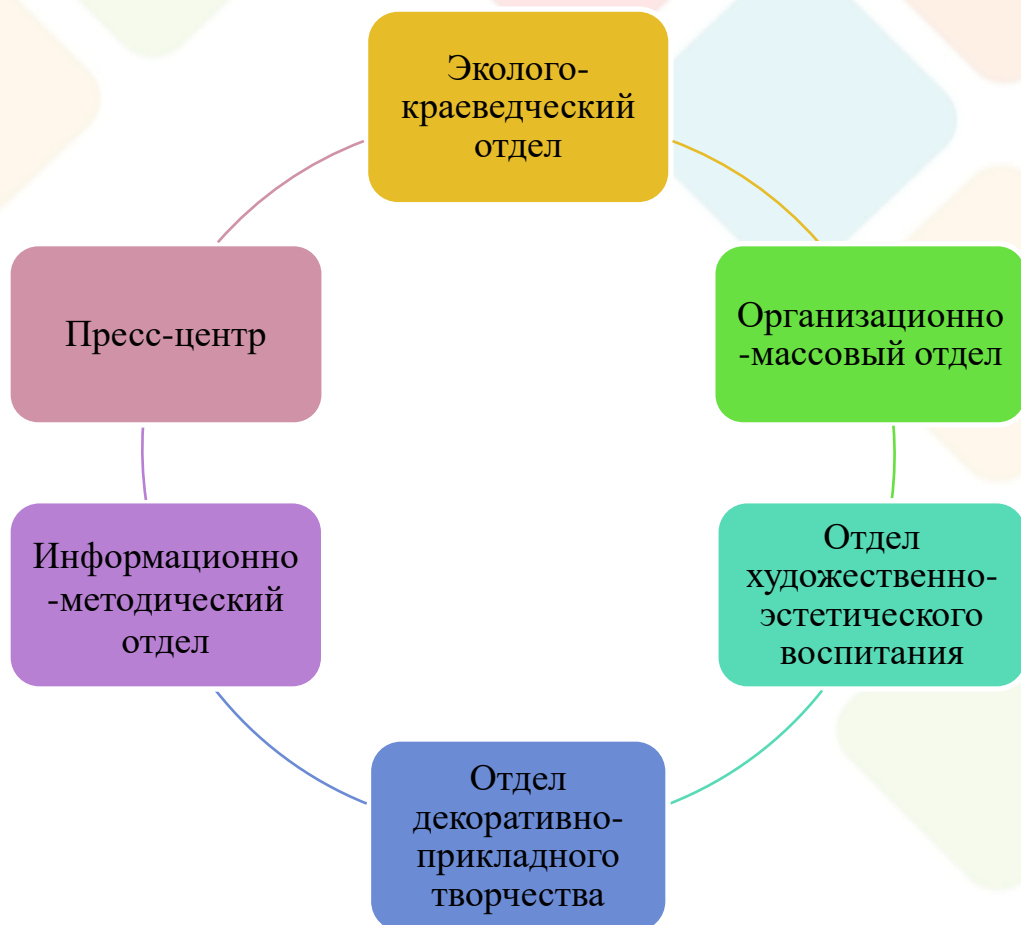 Эколого-
краеведческий
отдел
Организационно
-массовый отдел
Отдел
художественно-
эстетического
воспитания
Отдел
декоративно-
прикладного
творчества
Информационно
-методический
отдел
Пресс-центр